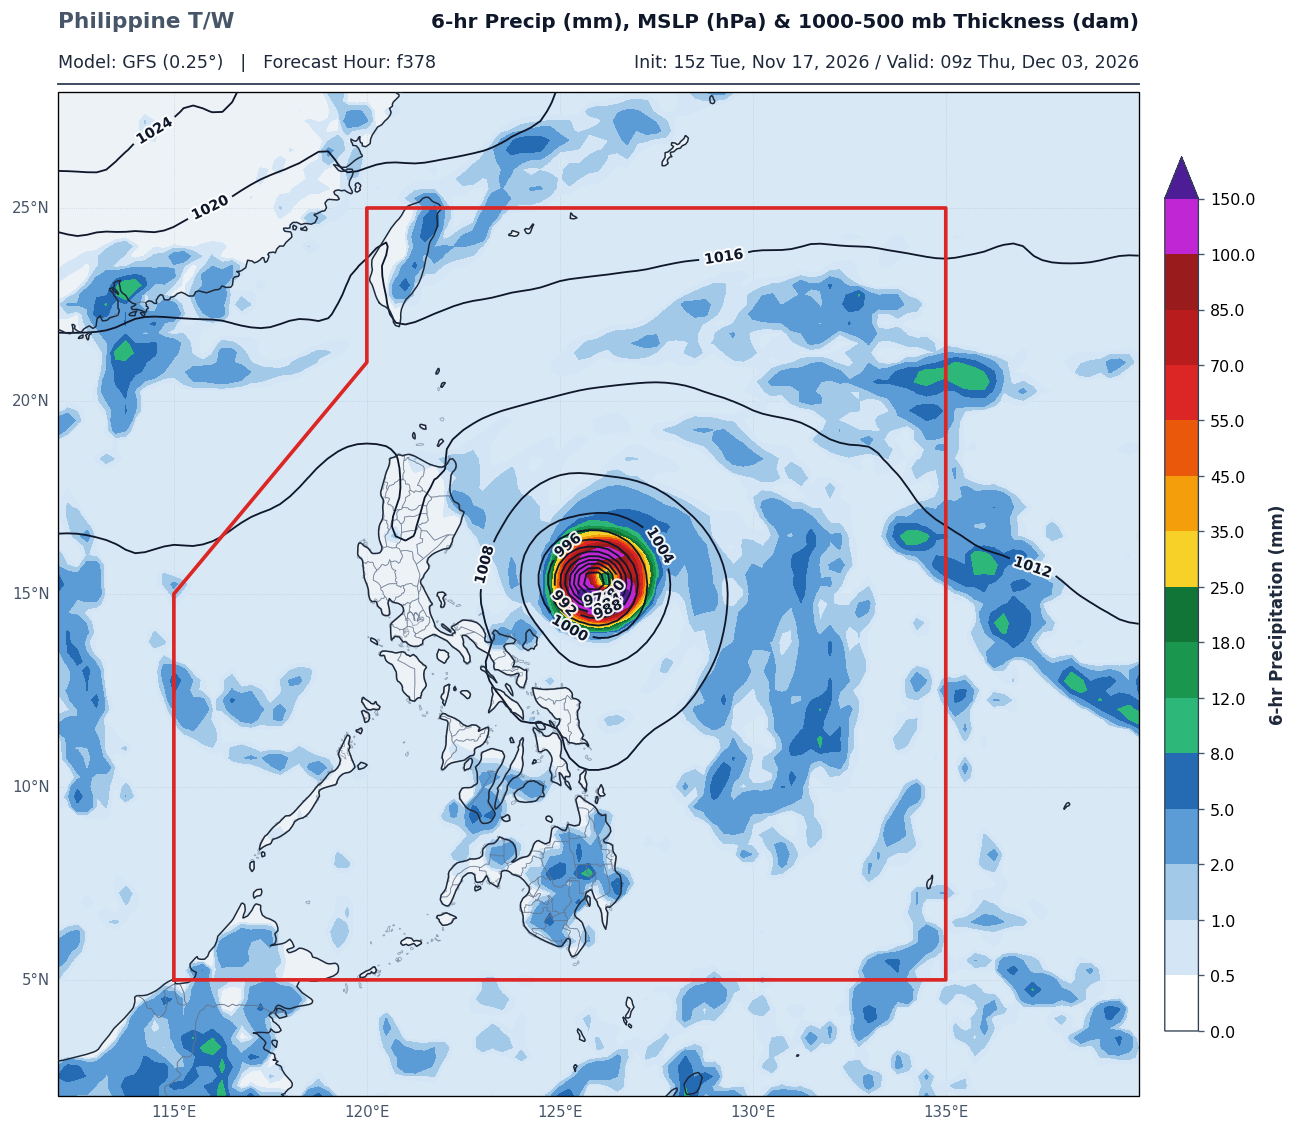 Philippine T/W
6-hr Precip (mm), MSLP (hPa) & 1000-500 mb Thickness (dam)
Model: GFS (0.25°) | Forecast Hour: f378
Init: 15z Tue, Nov 17, 2026 / Valid: 09z Thu, Dec 03, 2026
1024
1020
1016
1012
1008
1004
996
992
988
1000
25°N
20°N
15°N
10°N
5°N
115°E
120°E
125°E
130°E
135°E
150.0
100.0
85.0
70.0
55.0
45.0
35.0
25.0
18.0
12.0
8.0
5.0
2.0
1.0
0.5
0.0
6-hr Precipitation (mm)